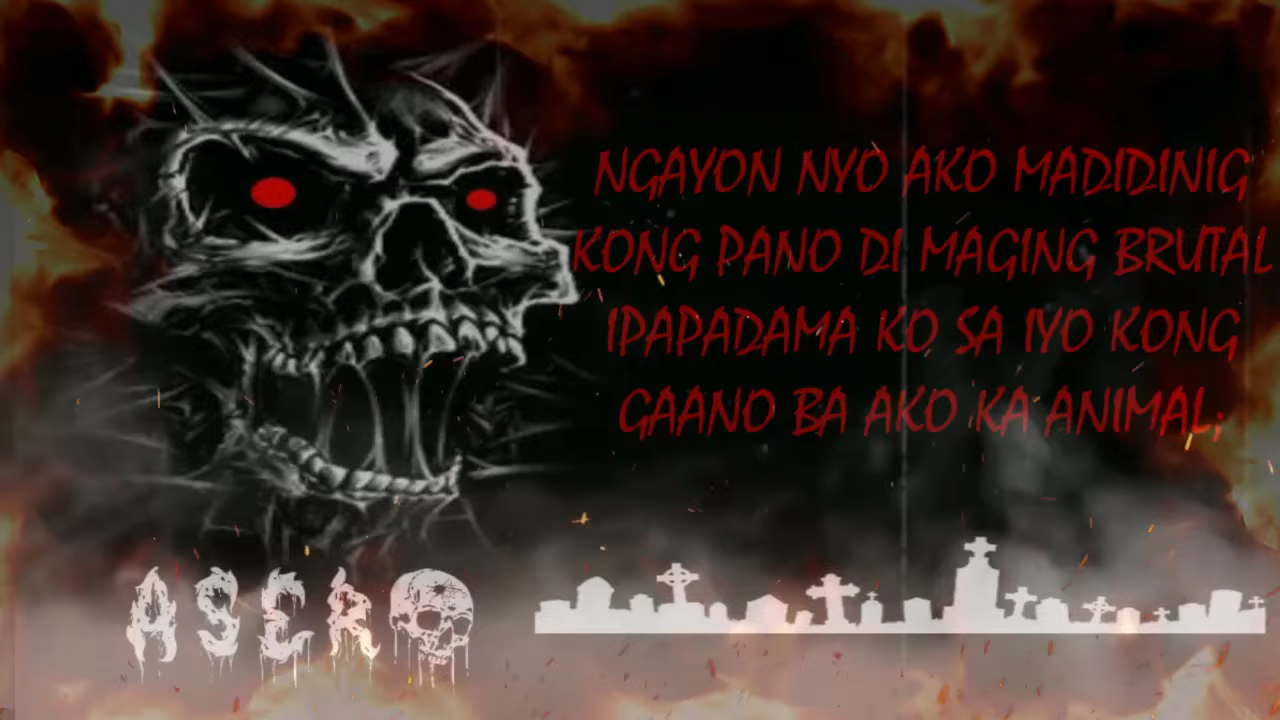 NGAYON NYO AKO MADIDINIG
KONG PANO DI MAGING BRUTAL
IPAPADAMA KO SA IYO KONG
GAANO BA AKO KA ANIMAL;
ASERO